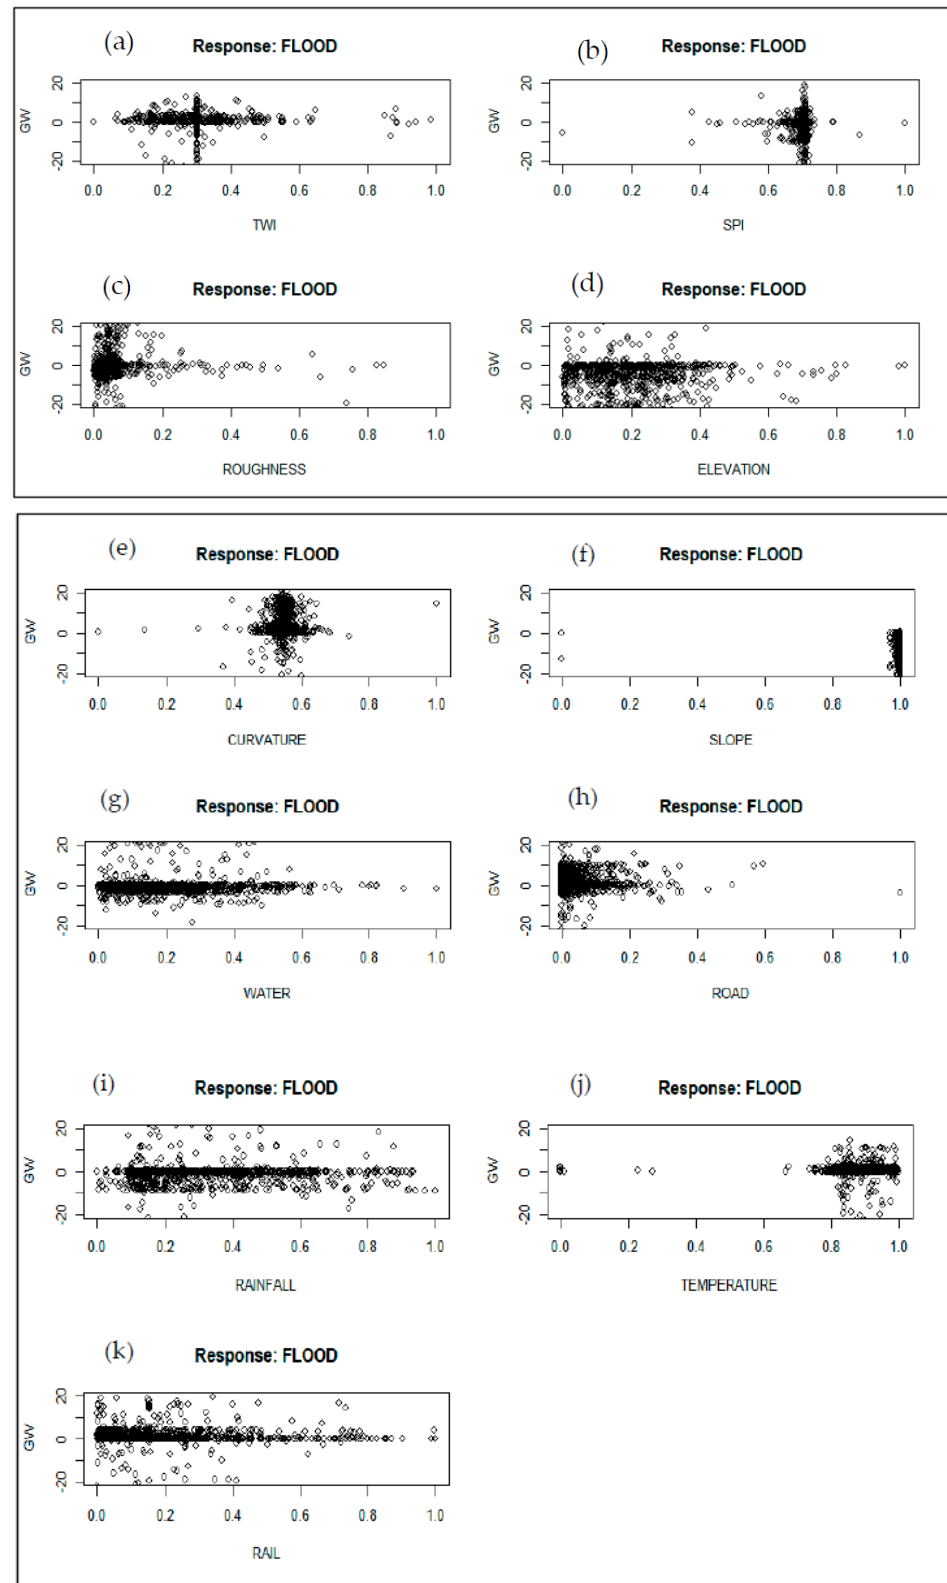 (a) Response: FLOOD
GW
20
0
-20
0.0 0.2 0.4 0.6 0.8 1.0
TWI
(b) Response: FLOOD
GW
20
0
-20
0.0 0.2 0.4 0.6 0.8 1.0
SPI
(c) Response: FLOOD
GW
20
0
-20
0.0 0.2 0.4 0.6 0.8 1.0
ROUGHNESS
(d) Response: FLOOD
GW
20
0
-20
0.0 0.2 0.4 0.6 0.8 1.0
ELEVATION
(e) Response: FLOOD
GW
20
0
-20
0.0 0.2 0.4 0.6 0.8 1.0
CURVATURE
(f) Response: FLOOD
GW
20
0
-20
0.0 0.2 0.4 0.6 0.8 1.0
SLOPE
(g) Response: FLOOD
GW
20
0
-20
0.0 0.2 0.4 0.6 0.8 1.0
WATER
(h) Response: FLOOD
GW
20
0
-20
0.0 0.2 0.4 0.6 0.8 1.0
ROAD
(i) Response: FLOOD
GW
20
0
-20
0.0 0.2 0.4 0.6 0.8 1.0
RAINFALL
(j) Response: FLOOD
GW
20
0
-20
0.0 0.2 0.4 0.6 0.8 1.0
TEMPERATURE
(k) Response: FLOOD
GW
20
0
-20
0.0 0.2 0.4 0.6 0.8 1.0
RAIL